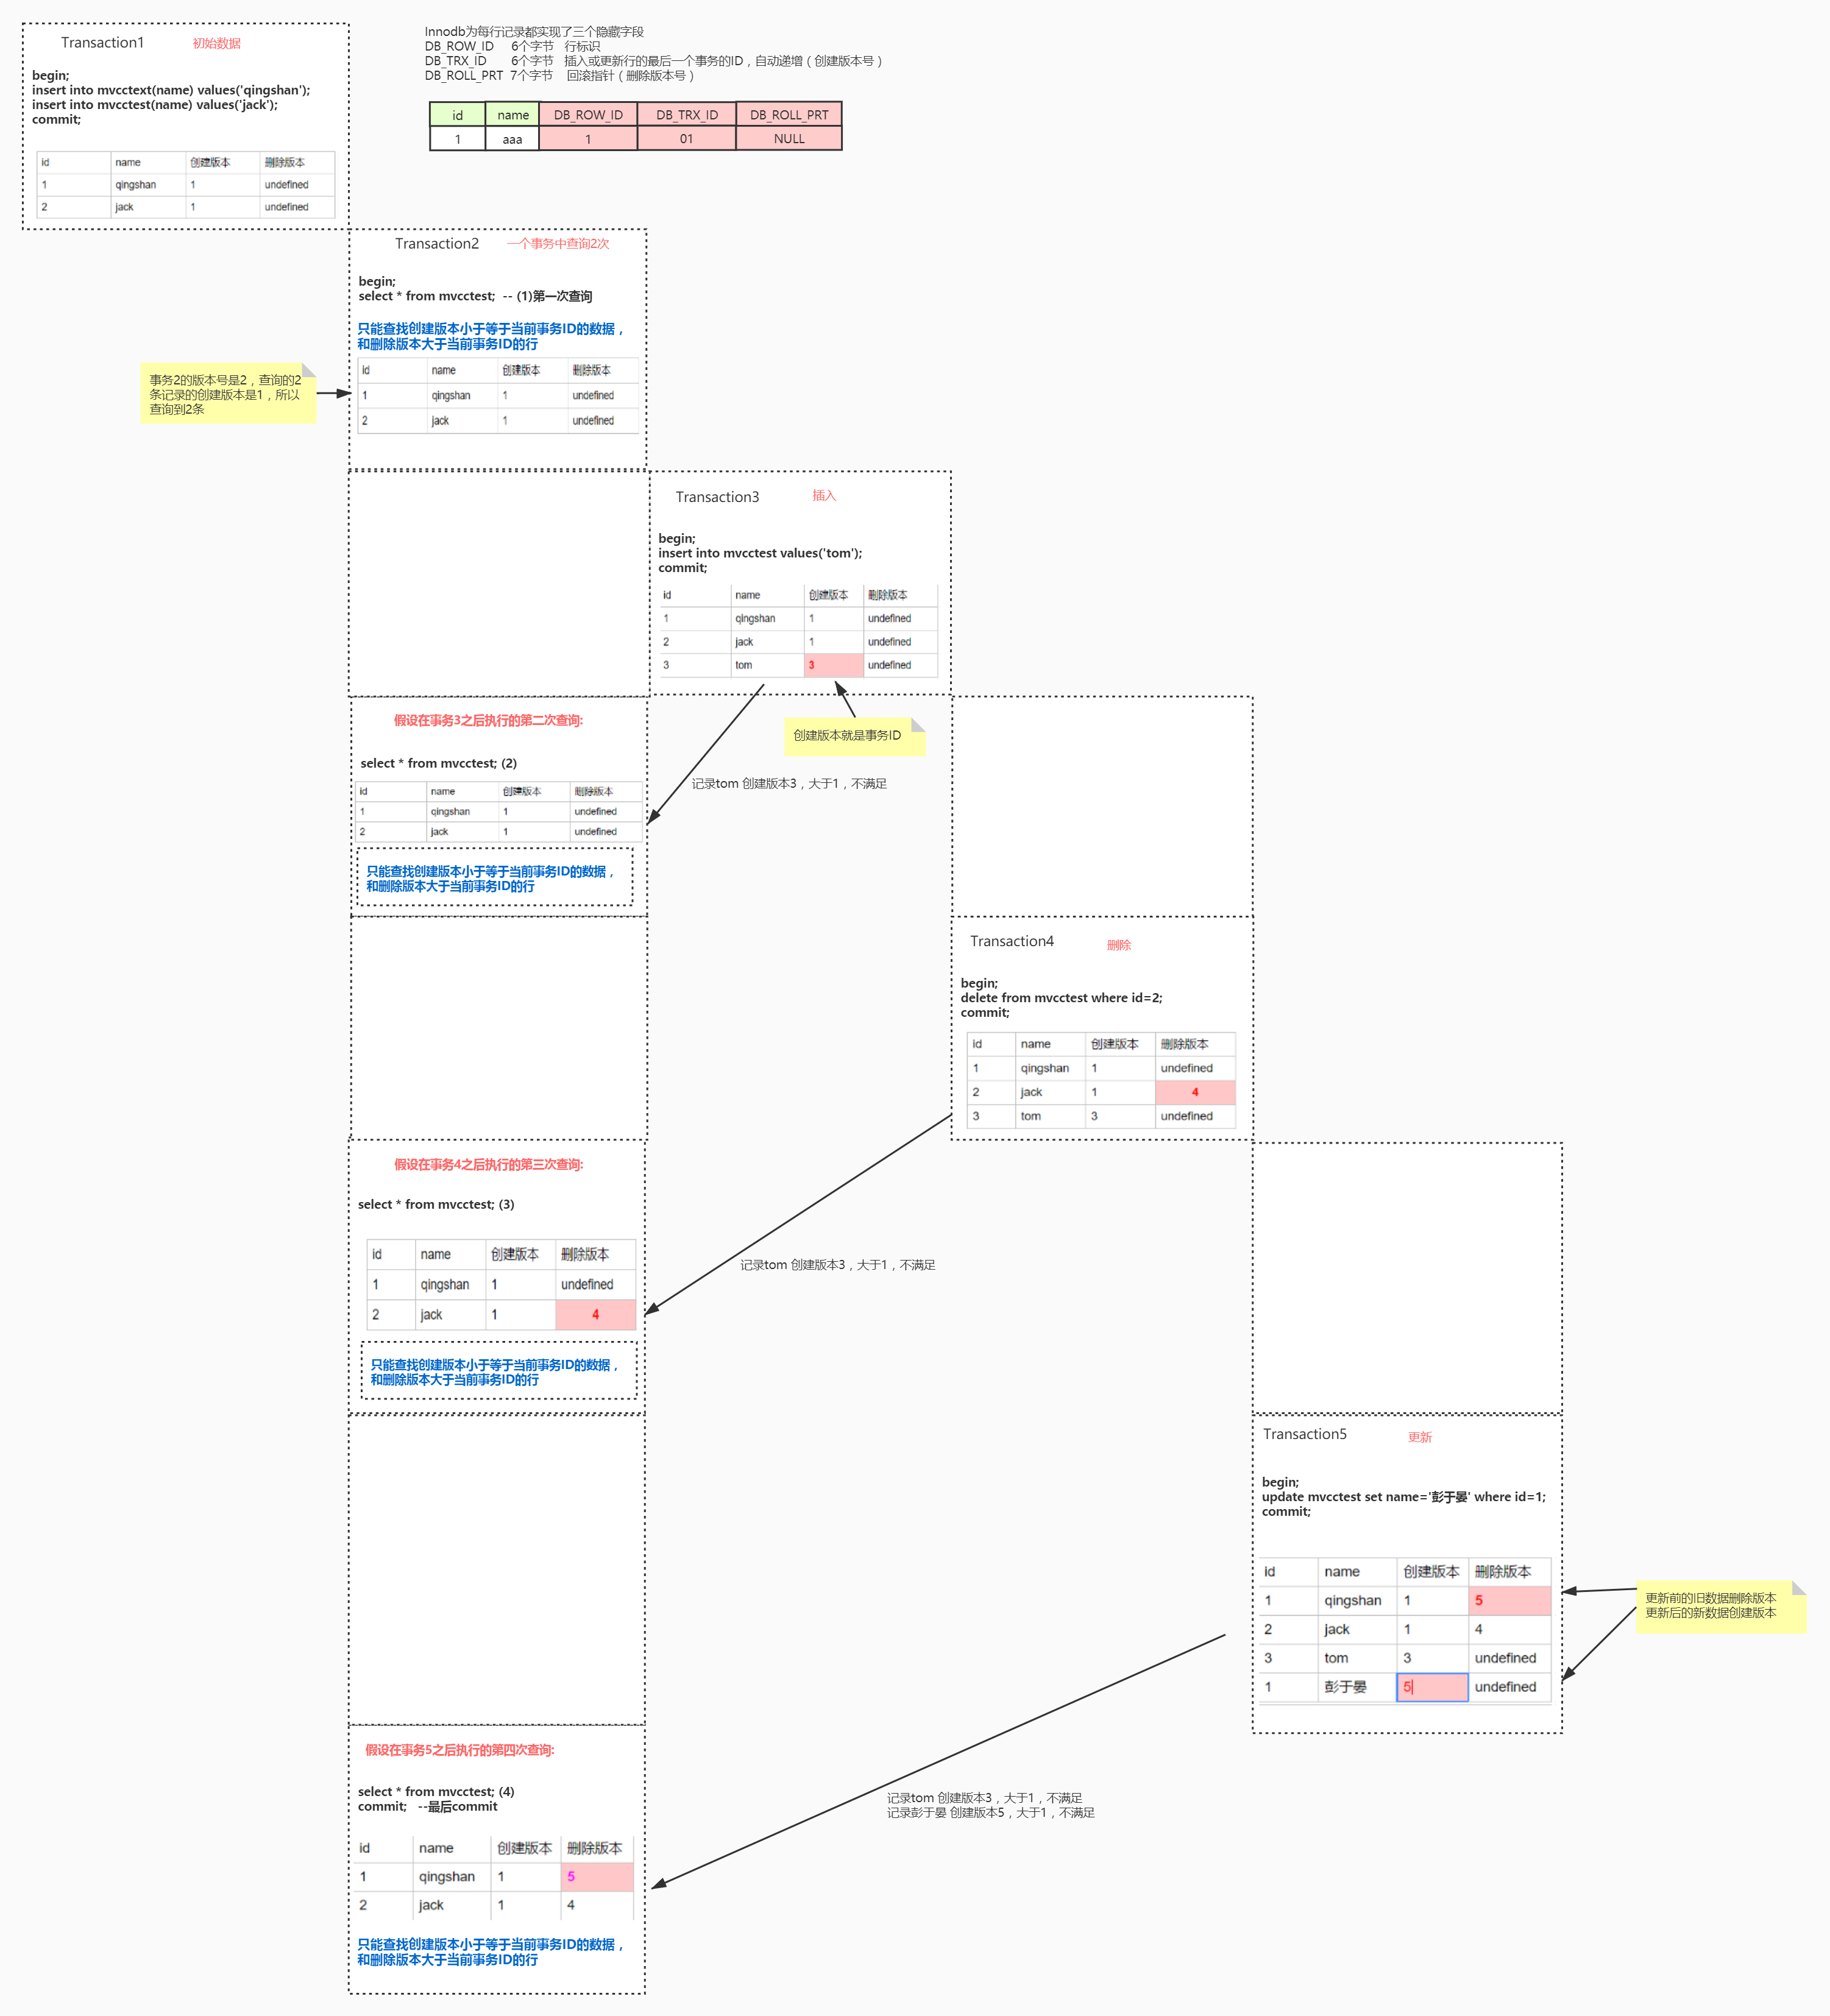 Transaction1 初始数据
begin;
insert into mvcctext(name) values('qingshan');
insert into mvcctest(name) values('jack');
commit;
id name 创建版本 删除版本
1 qingshan 1 undefined
2 jack 1 undefined
Innodb为每行记录都实现了三个隐藏字段
DB_ROW_ID 6个字节 行标识
DB_TRX_ID 6个字节 插入或更新行的最后一个事务的ID，自动递增（创建版本号）
DB_ROLL_PRT 7个字节 回滚指针（删除版本号）
id name DB_ROW_ID DB_TRX_ID DB_ROLL_PRT
1 aaa 1 01 NULL
Transaction2 一个事务中查询2次
begin;
select * from mvcctest; -- (1)第一次查询
只能查找创建版本小于等于当前事务ID的数据，
和删除版本大于当前事务ID的行
id name 创建版本 删除版本
1 qingshan 1 undefined
2 jack 1 undefined
事务2的版本号是2，查询的2
条记录的创建版本是1，所以
查询到2条
Transaction3 插入
begin;
insert into mvcctest values('tom');
commit;
id name 创建版本 删除版本
1 qingshan 1 undefined
2 jack 1 undefined
3 tom 3 undefined
创建版本就是事务ID
记录tom 创建版本3，大于1，不满足
假设在事务3之后执行的第二次查询:
select * from mvcctest; (2)
id name 创建版本 删除版本
1 qingshan 1 undefined
2 jack 1 undefined
只能查找创建版本小于等于当前事务ID的数据，
和删除版本大于当前事务ID的行
Transaction4 删除
begin;
delete from mvcctest where id=2;
commit;
id name 创建版本 删除版本
1 qingshan 1 undefined
2 jack 1 4
3 tom 3 undefined
记录tom 创建版本3，大于1，不满足
假设在事务4之后执行的第三次查询:
select * from mvcctest; (3)
id name 创建版本 删除版本
1 qingshan 1 undefined
2 jack 1 4
只能查找创建版本小于等于当前事务ID的数据，
和删除版本大于当前事务ID的行
Transaction5 更新
begin;
update mvcctest set name='彭于晏' where id=1;
commit;
id name 创建版本 删除版本
1 qingshan 1 5
2 jack 1 4
3 tom 3 undefined
1 彭于晏 5 undefined
更新前的旧数据删除版本
更新后的新数据创建版本
记录tom 创建版本3，大于1，不满足
记录彭于晏 创建版本5，大于1，不满足
假设在事务5之后执行的第四次查询:
select * from mvcctest; (4)
commit; --最后commit
id name 创建版本 删除版本
1 qingshan 1 5
2 jack 1 4
只能查找创建版本小于等于当前事务ID的数据，
和删除版本大于当前事务ID的行